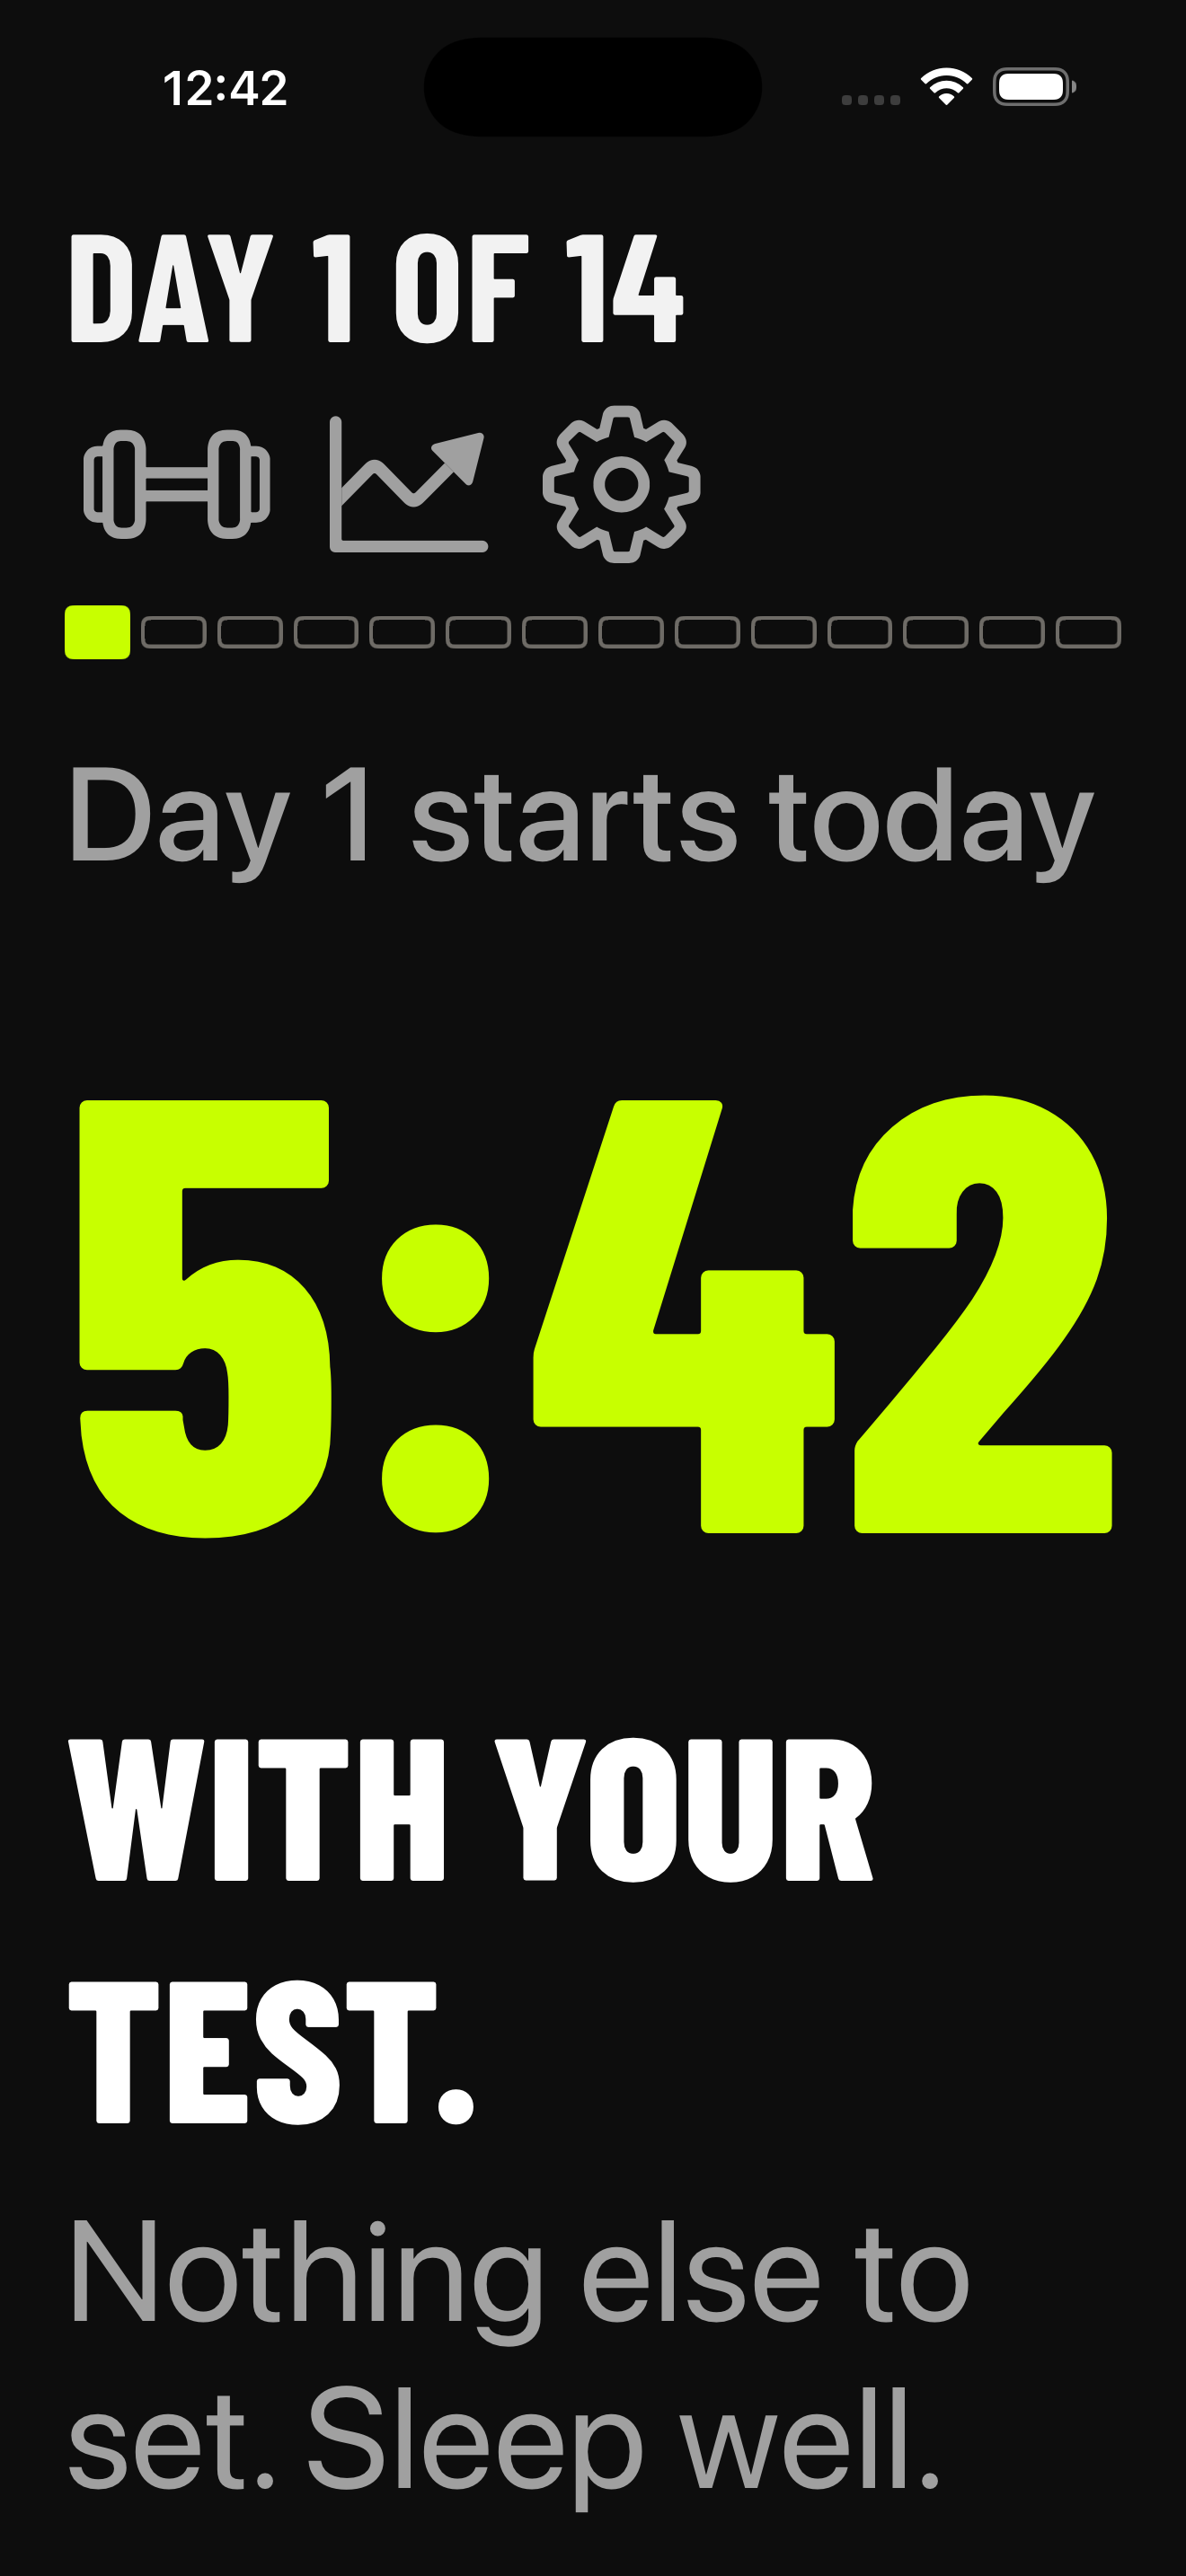 12:42
DAY 1 OF 14
Day 1 starts today
5:42
WITH YOUR
TEST.
Nothing else to
set. Sleep well.